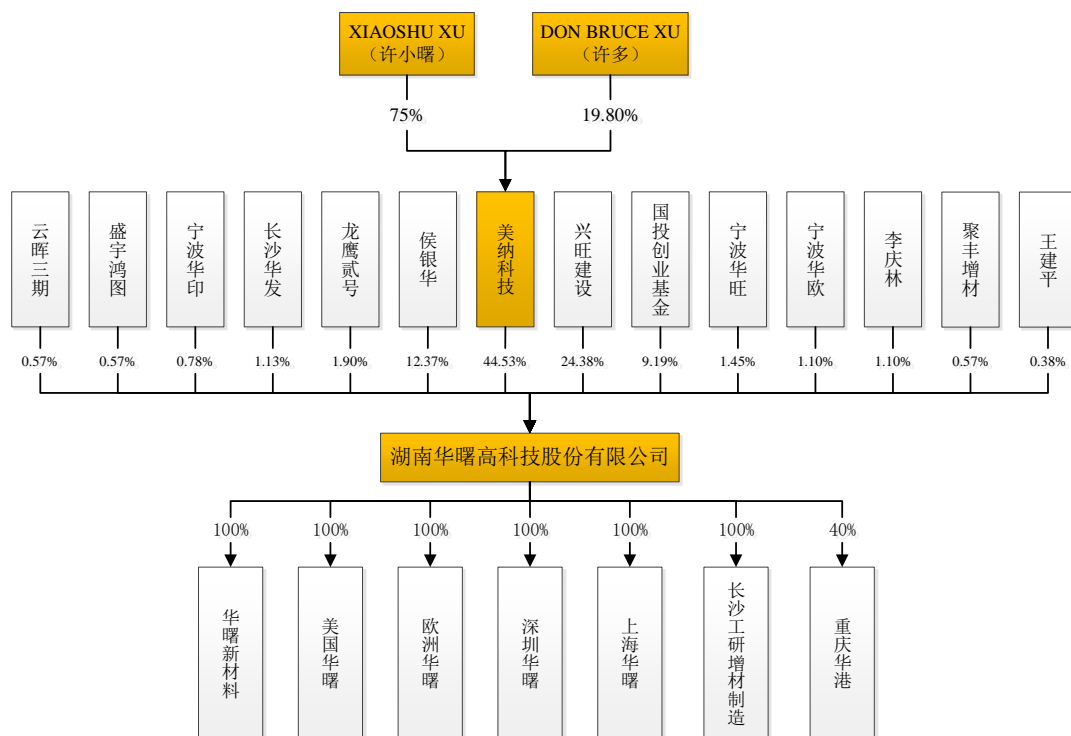 XIAOSHU XU
（许小曙）
DON BRUCE XU
（许多）
75%
19.80%
云晖三期
盛宇鸿图
宁波华印
长沙华发
龙鹰贰号
侯银华
美纳科技
兴旺建设
国投创业基金
宁波华旺
宁波华欧
李庆林
聚丰增材
王建平
0.57%
0.57%
0.78%
1.13%
1.90%
12.37%
44.53%
24.38%
9.19%
1.45%
1.10%
1.10%
0.57%
0.38%
湖南华曙高科技股份有限公司
100%
100%
100%
100%
100%
100%
40%
华曙新材料
美国华曙
欧洲华曙
深圳华曙
上海华曙
长沙工研增材制造
重庆华港